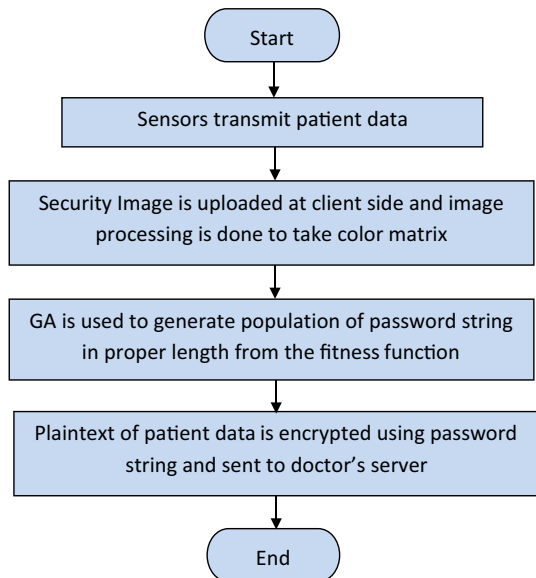 Start
Sensors transmit patient data
Security Image is uploaded at client side and image
processing is done to take color matrix
GA is used to generate population of password string
in proper length from the fitness function
Plaintext of patient data is encrypted using password
string and sent to doctor’s server
End